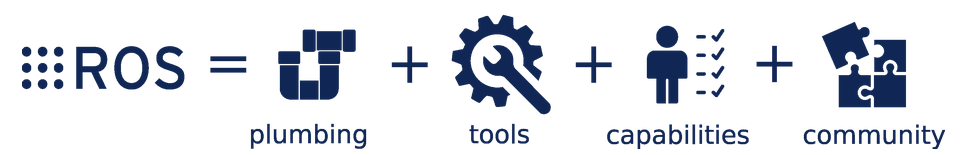 ROS = + + +
plumbing tools capabilities community